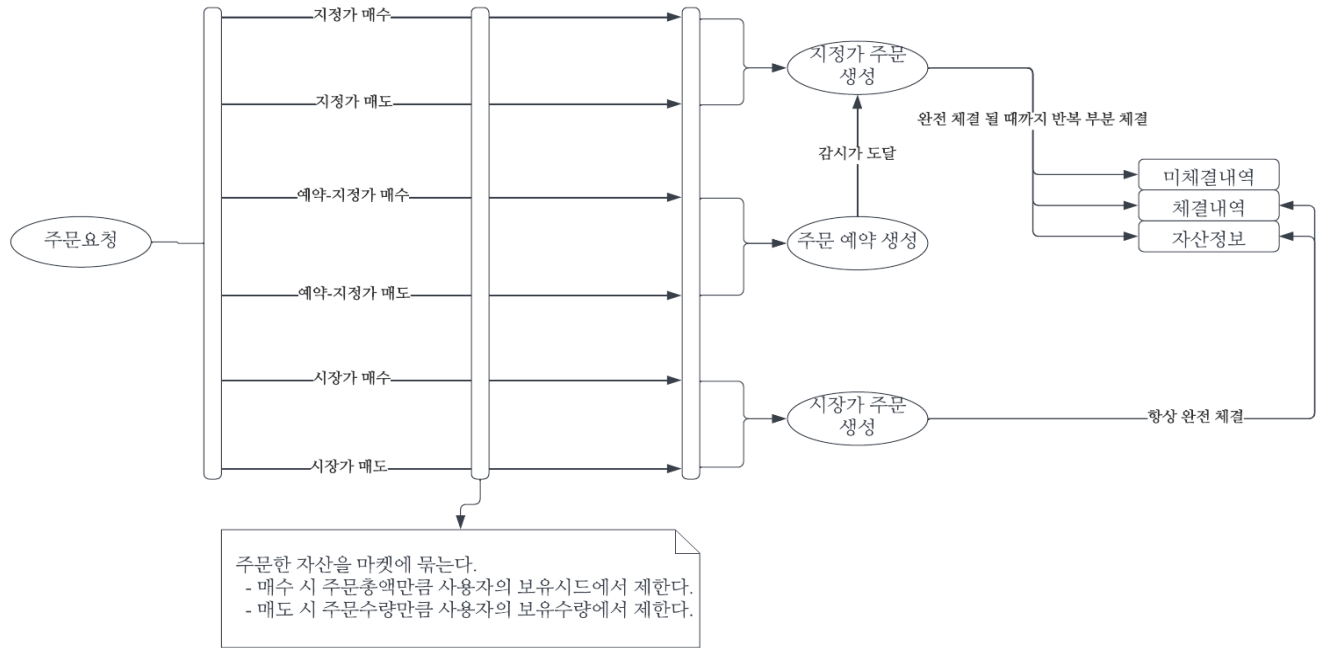 지정가 매수
지정가 매도
예약-지정가 매수
예약-지정가 매도
시장가 매수
시장가 매도
주문요청
지정가 주문
생성
감시가 도달
주문 예약 생성
시장가 주문
생성
완전 체결 될 때까지 반복 부분 체결
미체결내역
체결내역
자산정보
항상 완전 체결
주문한 자산을 마켓에 묶는다.
- 매수 시 주문총액만큼 사용자의 보유시드에서 제한다.
- 매도 시 주문수량만큼 사용자의 보유수량에서 제한다.